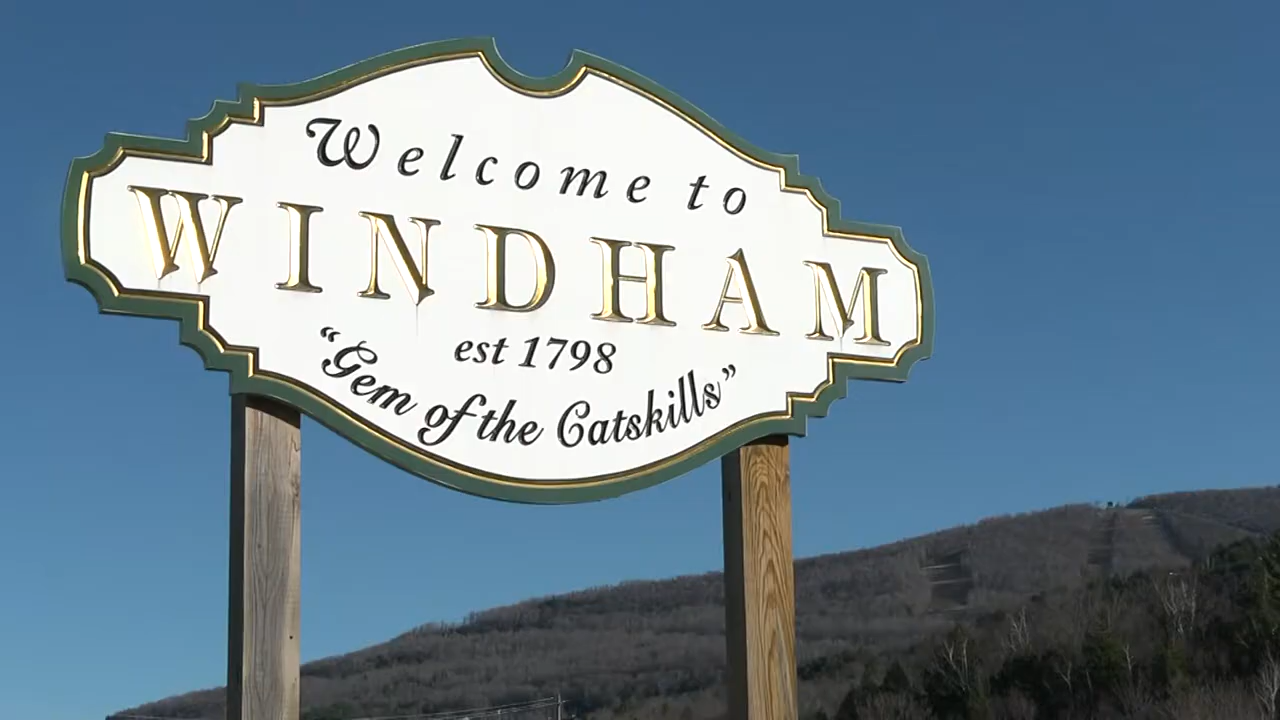 Welcome to
WINDHAM
est 1798
“Gem of the Catskills”